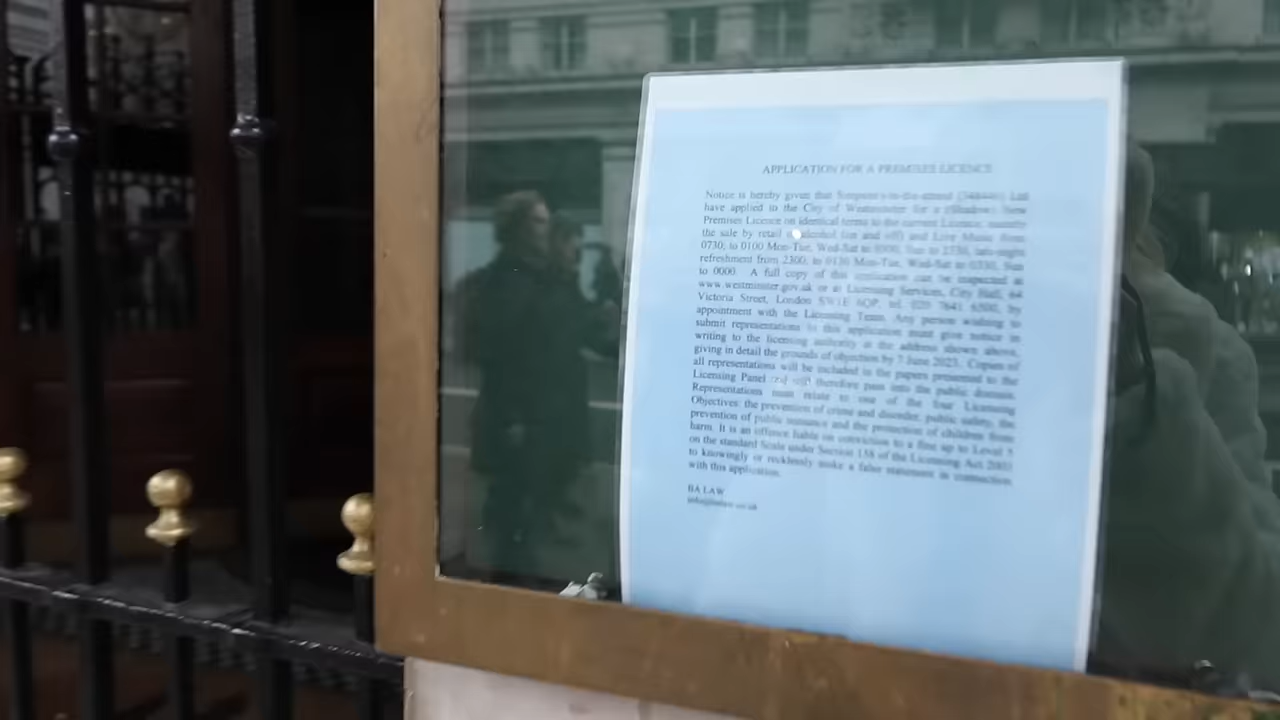 APPLICATION FOR A PREMISES LICENCE
Notice is hereby given that Ltd
have applied in the City of Westminster for a (Shadow) New
Premises Licence on identical terms to the current Licence, namely
the sale by retail alcohol (on and off) and Live Music from
0730; to 0100 Mon-Tue, Wed-Sat to Sun to late-night
refreshment from 2300; to 0130 Mon-Tue, Wed-Sat to Sun
to 0000. A full copy of this application can be inspected at
www.westminster.gov.uk or at Licensing Services, City Hall, 64
Victoria Street, London SW1E 6QP, tel. 020 7641 6500, by
appointment with the Licensing Team. Any person wishing to
submit representations to this application must give notice in
writing to the licensing authority at the address shown above,
giving in detail the grounds of objection by 7 June 2023. Copies of
all representations will be included in the papers presented to the
Licensing Panel and will therefore pass into the public domain.
Representations must relate to one of the four Licensing
Objectives: the prevention of crime and disorder, public safety, the
prevention of public nuisance and the protection of children from
harm. It is an offence liable on conviction to a fine up to Level 5
on the standard Scale under Section 158 of the Licensing Act 2003
to knowingly or recklessly make a false statement in connection
with this application.
LAW